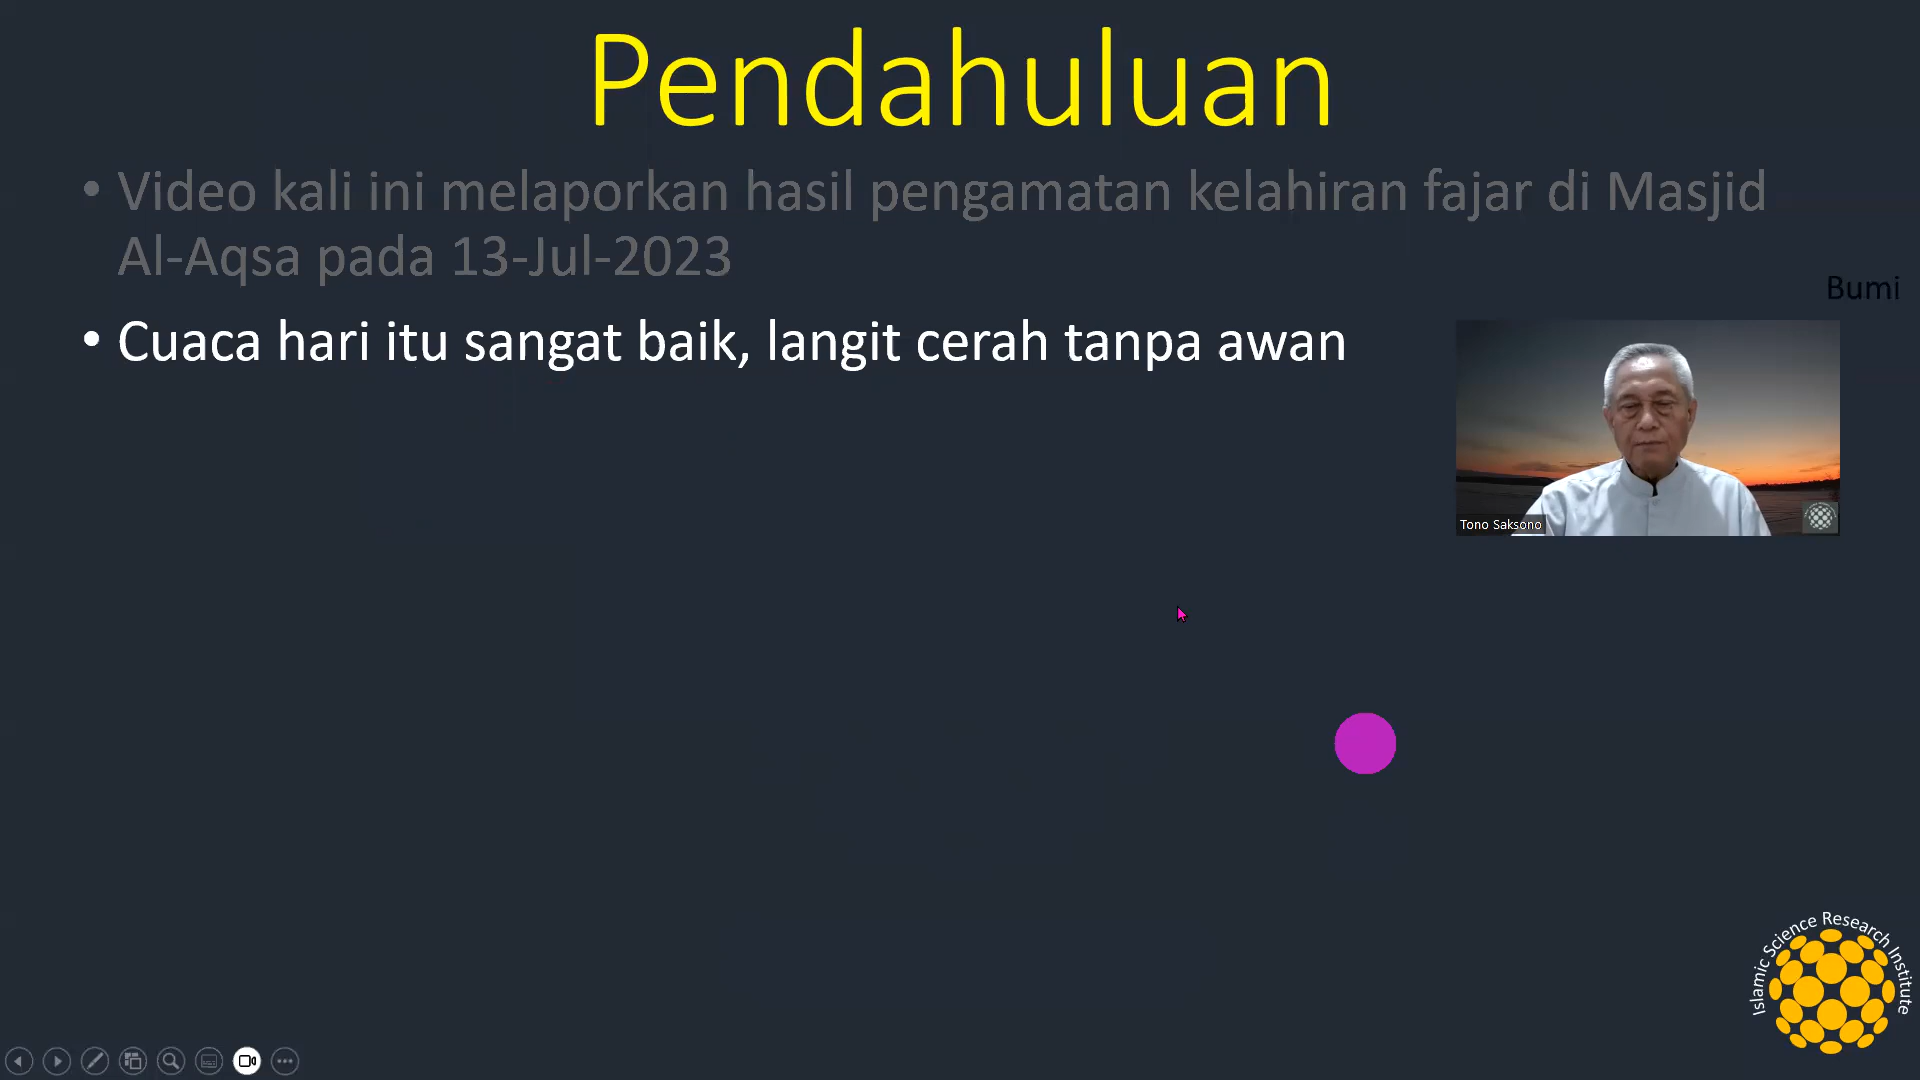 Pendahuluan
• Video kali ini melaporkan hasil pengamatan kelahiran fajar di Masjid
Al-Aqsa pada 13-Jul-2023
Bumi
• Cuaca hari itu sangat baik, langit cerah tanpa awan
Tono Saksono
Islamic Science Research Institute